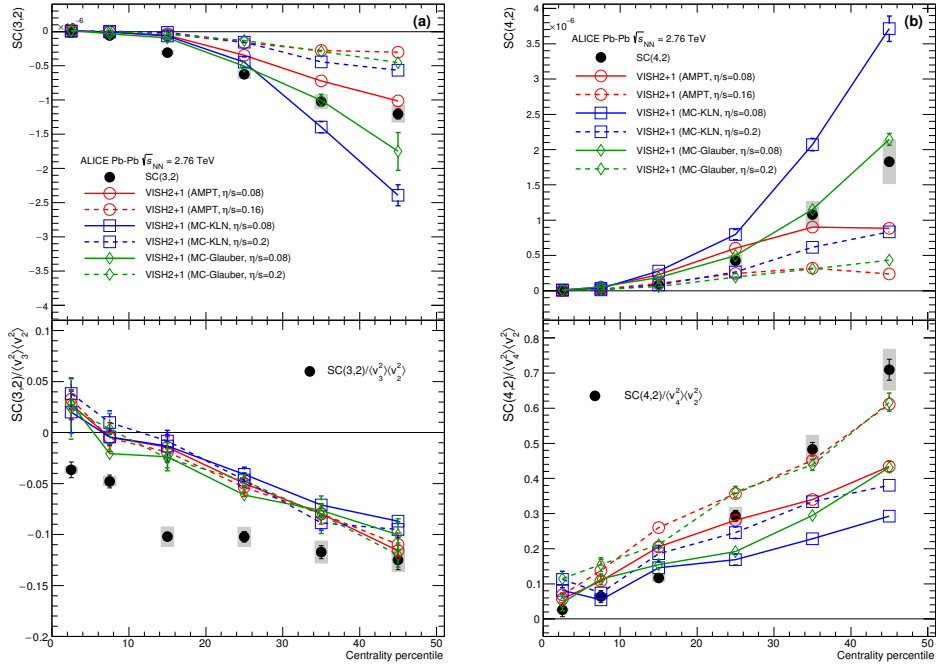 SC(3,2)
×10⁻⁶
(a)
0
−0.5
−1
−1.5
−2
−2.5
−3
−3.5
−4
ALICE Pb-Pb √s_NN = 2.76 TeV
SC(3,2)
VISH2+1 (AMPT, η/s=0.08)
VISH2+1 (AMPT, η/s=0.16)
VISH2+1 (MC-KLN, η/s=0.08)
VISH2+1 (MC-KLN, η/s=0.2)
VISH2+1 (MC-Glauber, η/s=0.08)
VISH2+1 (MC-Glauber, η/s=0.2)
SC(3,2)/⟨v₃²⟩⟨v₂²⟩
0.1
0.05
0
−0.05
−0.1
−0.15
−0.2
SC(3,2)/⟨v₃²⟩⟨v₂²⟩
0 10 20 30 40 50
Centrality percentile
SC(4,2)
×10⁻⁶
(b)
4
3.5
3
2.5
2
1.5
1
0.5
0
ALICE Pb-Pb √s_NN = 2.76 TeV
SC(4,2)
VISH2+1 (AMPT, η/s=0.08)
VISH2+1 (AMPT, η/s=0.16)
VISH2+1 (MC-KLN, η/s=0.08)
VISH2+1 (MC-KLN, η/s=0.2)
VISH2+1 (MC-Glauber, η/s=0.08)
VISH2+1 (MC-Glauber, η/s=0.2)
SC(4,2)/⟨v₄²⟩⟨v₂²⟩
0.8
0.7
0.6
0.5
0.4
0.3
0.2
0.1
0
SC(4,2)/⟨v₄²⟩⟨v₂²⟩
0 10 20 30 40 50
Centrality percentile